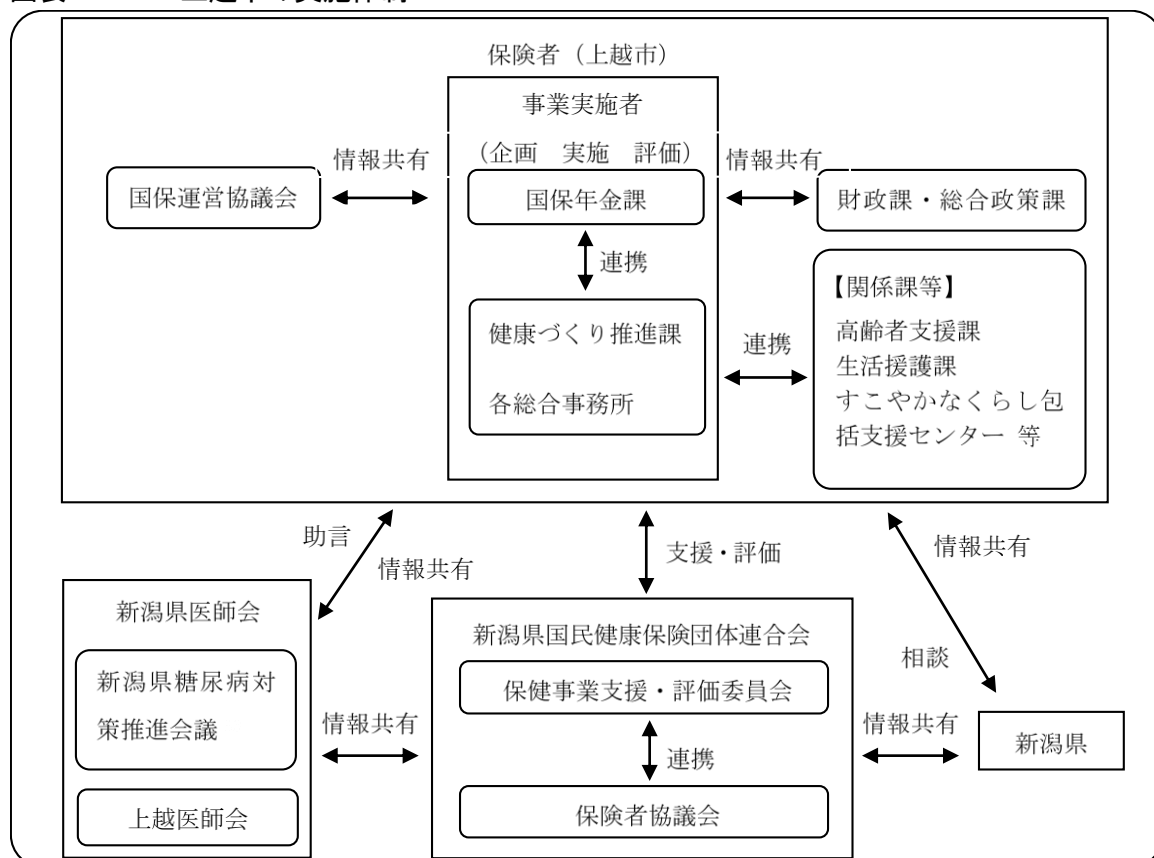 保険者（上越市）
事業実施者
（企画　実施　評価）
情報共有
情報共有
国保運営協議会
国保年金課
財政課・総合政策課
連携
【関係課等】
健康づくり推進課
各総合事務所
連携
高齢者支援課
生活援護課
すこやかなくらし包
括支援センター 等
助言
情報共有
支援・評価
情報共有
相談
新潟県医師会
新潟県糖尿病対
策推進会議
上越医師会
情報共有
新潟県国民健康保険団体連合会
保健事業支援・評価委員会
連携
保険者協議会
情報共有
新潟県